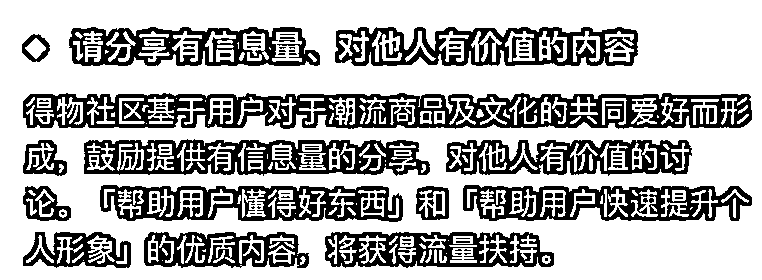 ◇ 请分享有信息量、对他人有价值的内容
得物社区基于用户对于潮流商品及文化的共同爱好而形
成，鼓励提供有信息量的分享，对他人有价值的讨
论。「帮助用户懂得好东西」和「帮助用户快速提升个
人形象」的优质内容，将获得流量扶持。